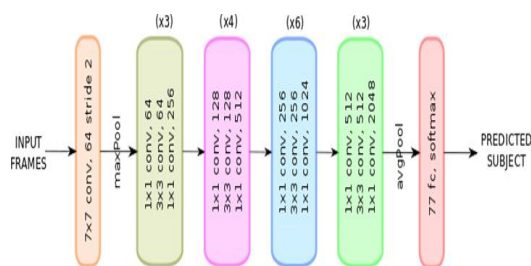 (x3)
(x4)
(x6)
(x3)
INPUT
FRAMES
7x7 conv, 64 stride 2
maxPool
1x1 conv, 64
3x3 conv, 64
1x1 conv, 256
1x1 conv, 128
3x3 conv, 128
1x1 conv, 512
1x1 conv, 256
3x3 conv, 256
1x1 conv, 1024
1x1 conv, 512
3x3 conv, 512
1x1 conv, 2048
avgPool
77 fc, softmax
PREDICTED
SUBJECT